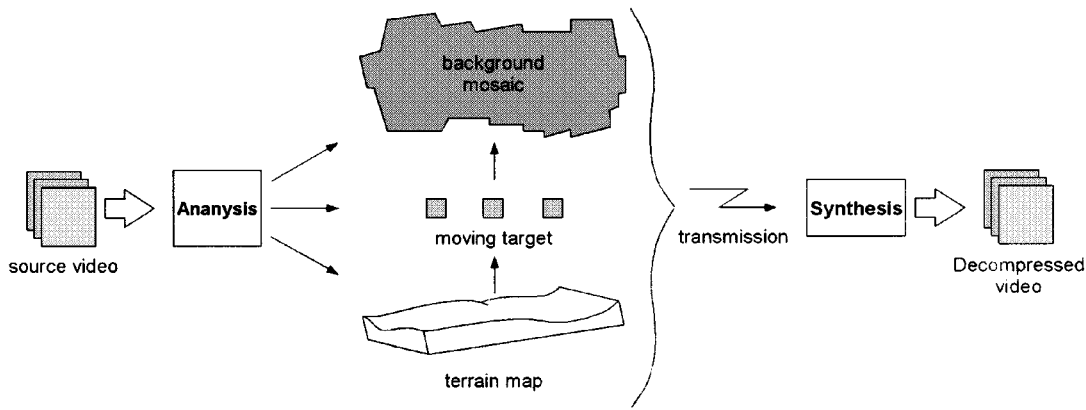 background
mosaic
source video
Ananysis
moving target
terrain map
transmission
Synthesis
Decompressed
video